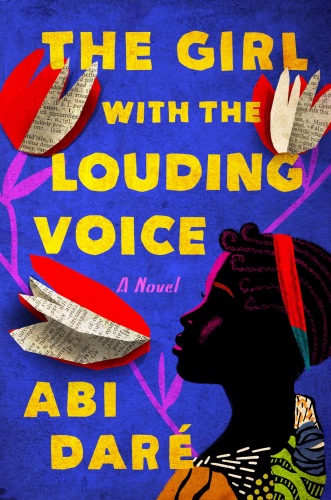 THE GIRL
WITH THE
LOUDING
VOICE
A Novel
ABI
DARÉ